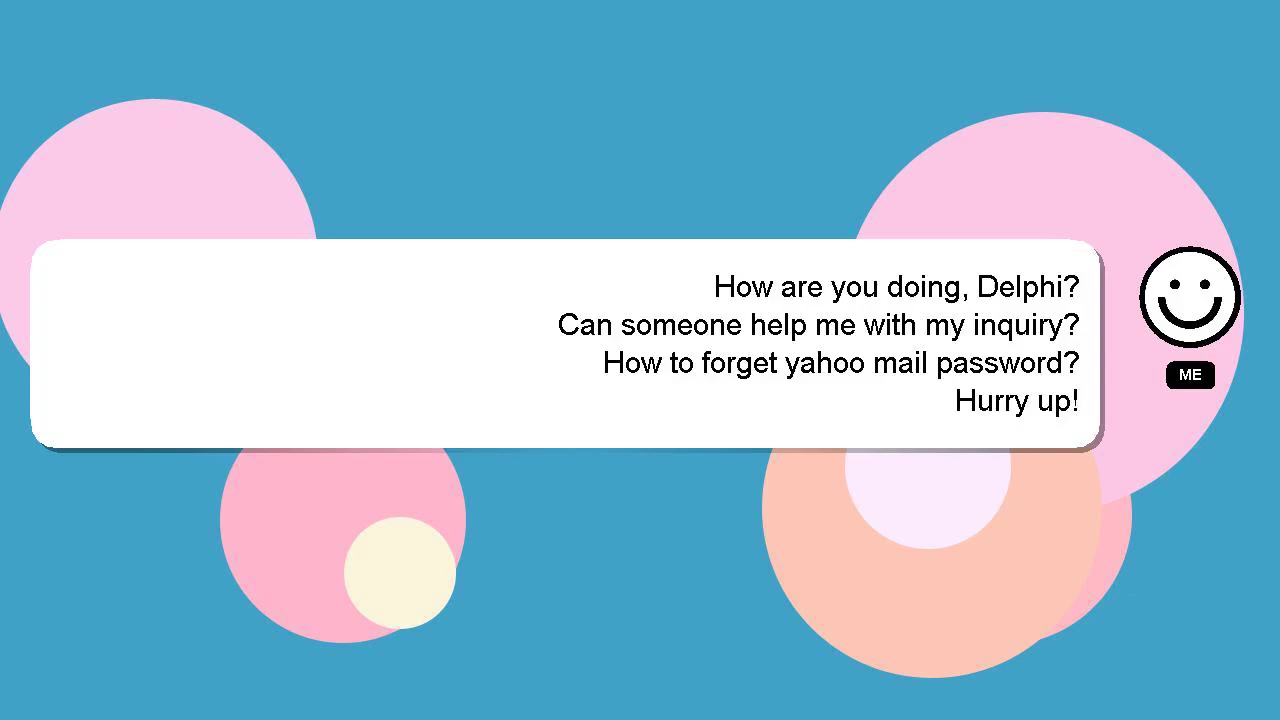 How are you doing, Delphi?
Can someone help me with my inquiry?
How to forget yahoo mail password?
Hurry up!
ME